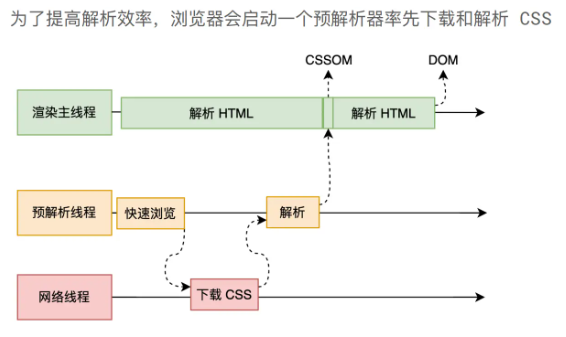 为了提高解析效率，浏览器会启动一个预解析器率先下载和解析 CSS
CSSOM
DOM
渲染主线程
解析 HTML
解析 HTML
预解析线程
快速浏览
解析
网络线程
下载 CSS